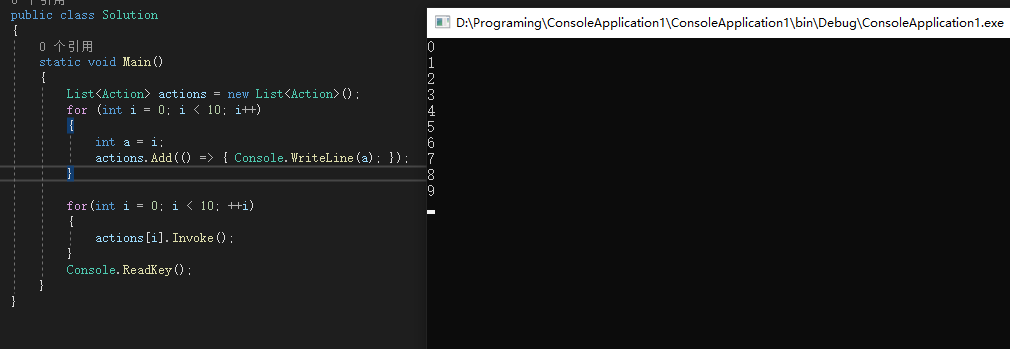 0 个引用
public class Solution
{
0 个引用
static void Main()
{
List<Action> actions = new List<Action>();
for (int i = 0; i < 10; i++)
{
int a = i;
actions.Add(() => { Console.WriteLine(a); });
}
for(int i = 0; i < 10; ++i)
{
actions[i].Invoke();
}
Console.ReadKey();
}
}
D:\Programing\ConsoleApplication1\ConsoleApplication1\bin\Debug\ConsoleApplication1.exe
0
1
2
3
4
5
6
7
8
9